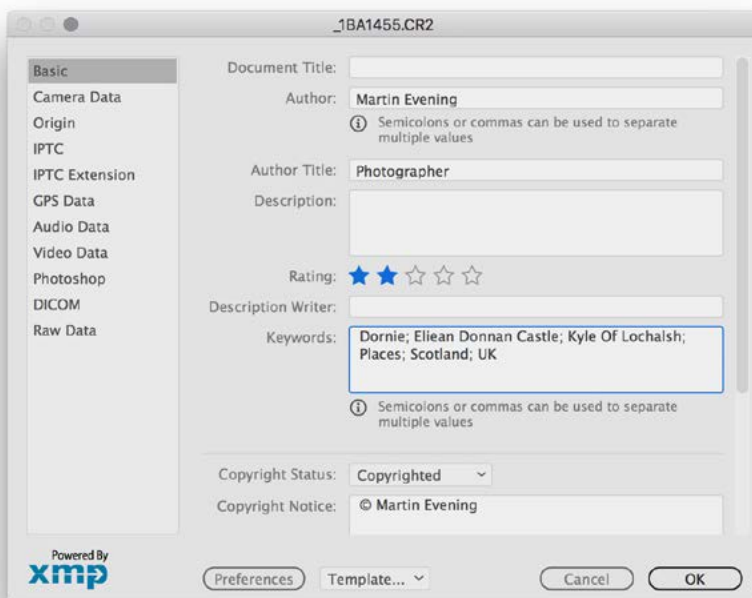 _1BA1455.CR2
Basic
Camera Data
Origin
IPTC
IPTC Extension
GPS Data
Audio Data
Video Data
Photoshop
DICOM
Raw Data
Document Title:
Author: Martin Evening
Semicolons or commas can be used to separate
multiple values
Author Title: Photographer
Description:
Rating:
Description Writer:
Keywords: Dornie; Eliean Donnan Castle; Kyle Of Lochalsh;
Places; Scotland; UK
Semicolons or commas can be used to separate
multiple values
Copyright Status: Copyrighted
Copyright Notice: © Martin Evening
Powered By
xmp
Preferences Template... Cancel OK